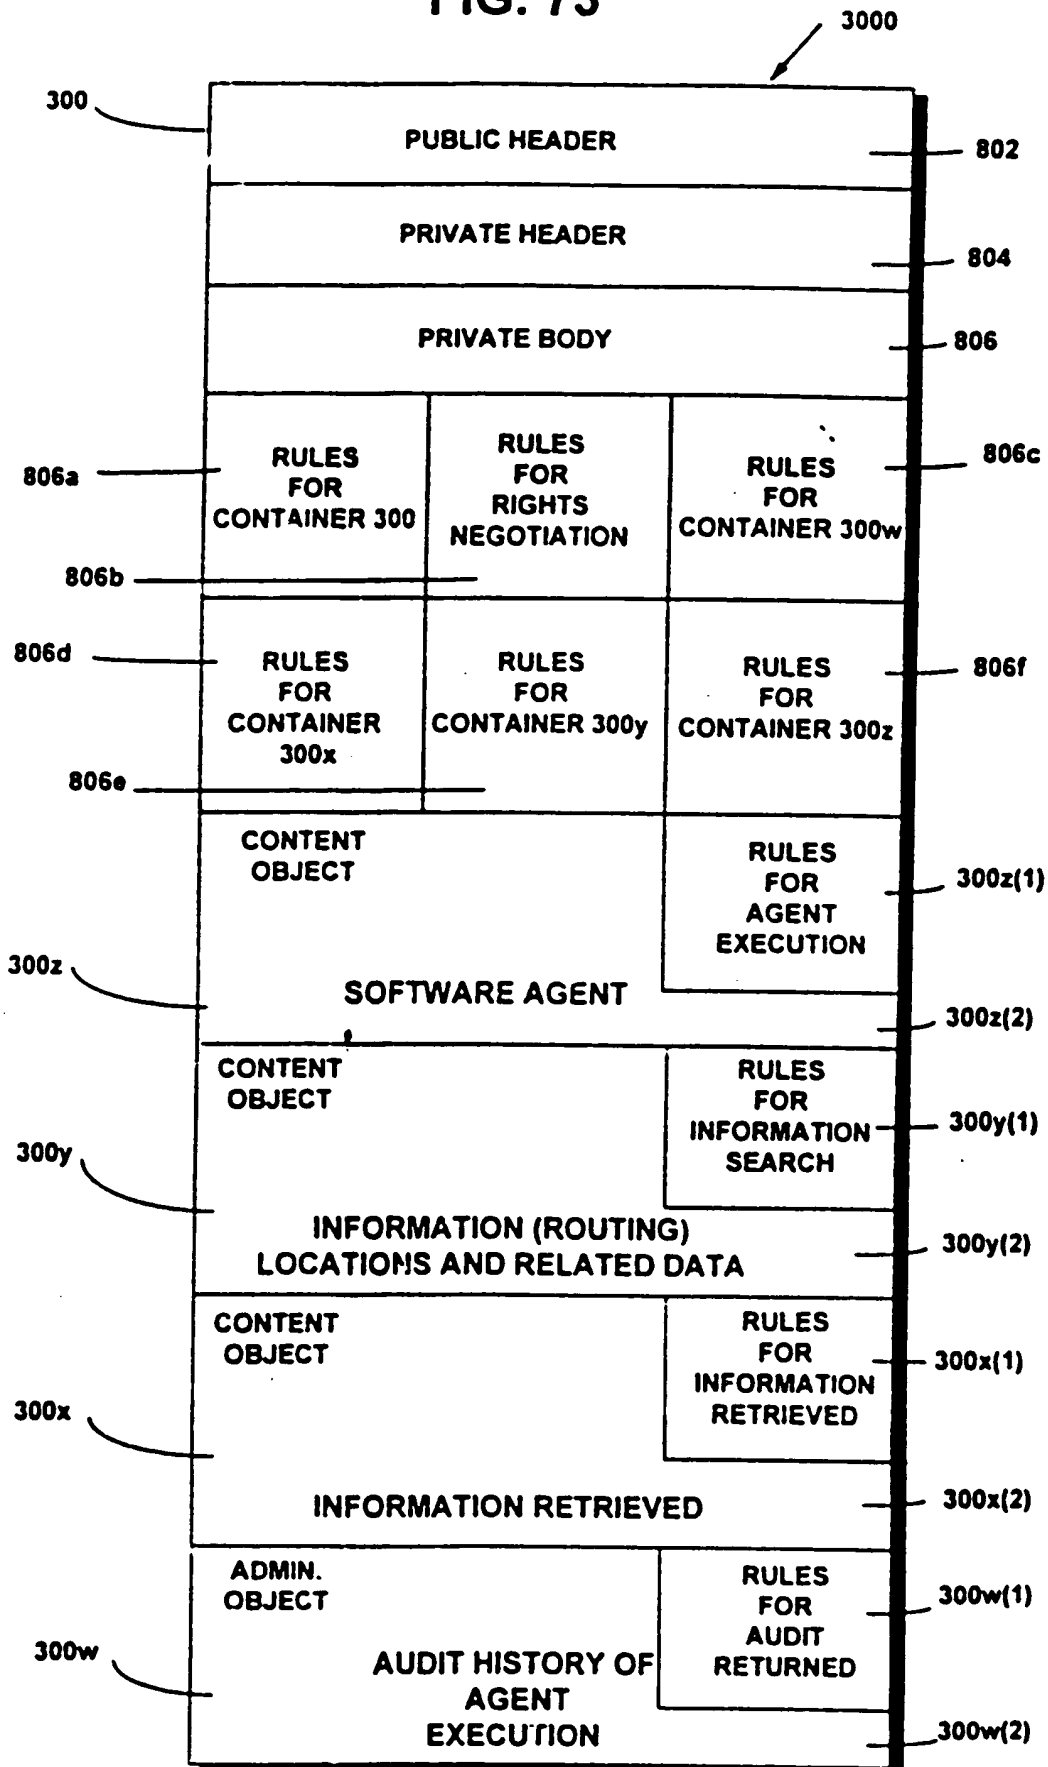 FIG. 73
3000
300
PUBLIC HEADER
802
PRIVATE HEADER
804
PRIVATE BODY
806
806a
RULES
FOR
CONTAINER 300
806b
RULES
FOR
RIGHTS
NEGOTIATION
RULES
FOR
CONTAINER 300w
806c
806d
RULES
FOR
CONTAINER
300x
806e
RULES
FOR
CONTAINER 300y
RULES
FOR
CONTAINER 300z
806f
CONTENT
OBJECT
RULES
FOR
AGENT
EXECUTION
300z(1)
300z
SOFTWARE AGENT
300z(2)
CONTENT
OBJECT
RULES
FOR
INFORMATION
SEARCH
300y(1)
300y
INFORMATION (ROUTING)
LOCATIONS AND RELATED DATA
300y(2)
CONTENT
OBJECT
RULES
FOR
INFORMATION
RETRIEVED
300x(1)
300x
INFORMATION RETRIEVED
300x(2)
ADMIN.
OBJECT
RULES
FOR
AUDIT
RETURNED
300w(1)
300w
AUDIT HISTORY OF
AGENT
EXECUTION
300w(2)